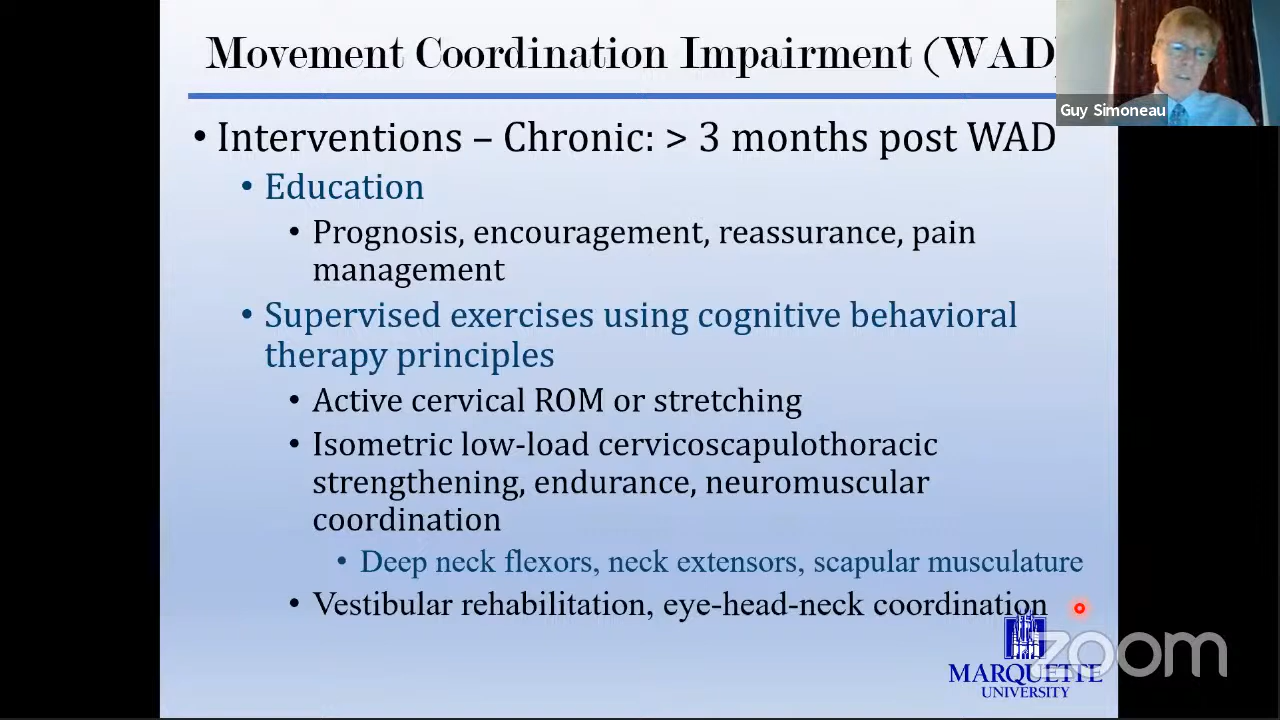 Movement Coordination Impairment (WAD)
Guy Simoneau
• Interventions – Chronic: > 3 months post WAD
• Education
• Prognosis, encouragement, reassurance, pain
management
• Supervised exercises using cognitive behavioral
therapy principles
• Active cervical ROM or stretching
• Isometric low-load cervicoscapulothoracic
strengthening, endurance, neuromuscular
coordination
• Deep neck flexors, neck extensors, scapular musculature
• Vestibular rehabilitation, eye-head-neck coordination
zoom
MARQUETTE
UNIVERSITY